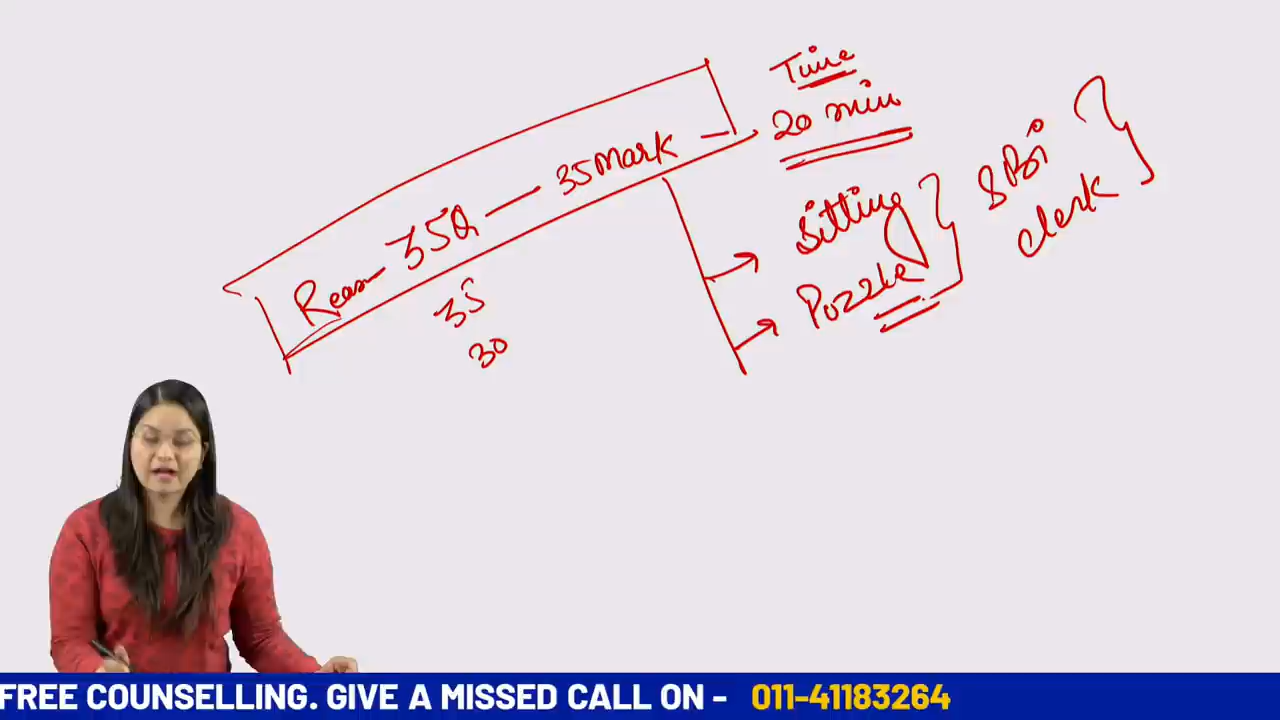 Time
20 min
Reas 35Q — 35 Mark
35
30
Sitting
Puzzle
SBI
clerk
FREE COUNSELLING. GIVE A MISSED CALL ON - 011-41183264